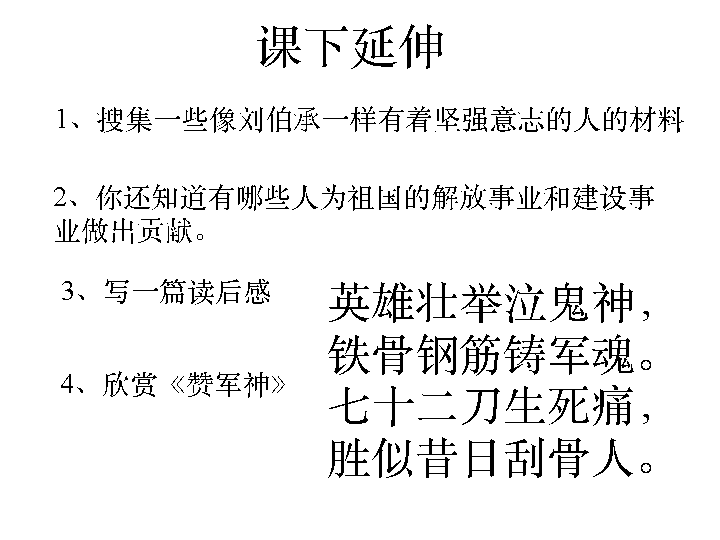 课下延伸
1、搜集一些像刘伯承一样有着坚强意志的人的材料
2、你还知道有哪些人为祖国的解放事业和建设事
业做出贡献。
3、写一篇读后感
4、欣赏《赞军神》
英雄壮举泣鬼神，
铁骨钢筋铸军魂。
七十二刀生死痛，
胜似昔日刮骨人。